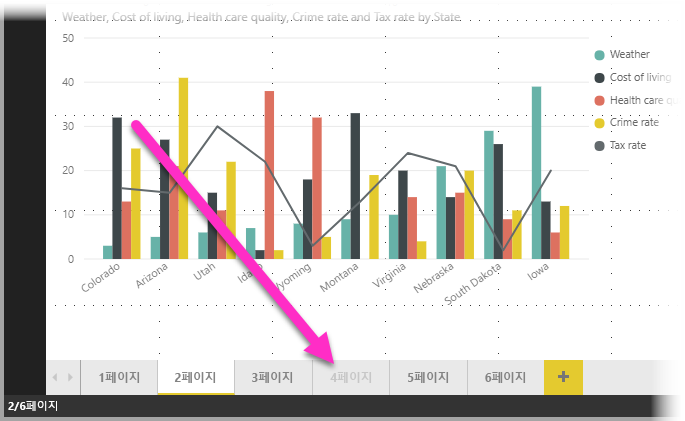 Weather, Cost of living, Health care quality, Crime rate and Tax rate by State
50
40
30
20
10
0
Weather
Cost of living
Health care qu
Crime rate
Tax rate
Colorado
Arizona
Utah
Idaho
Wyoming
Montana
Virginia
Nebraska
South Dakota
Iowa
1페이지 2페이지 3페이지 4페이지 5페이지 6페이지 +
2/6페이지